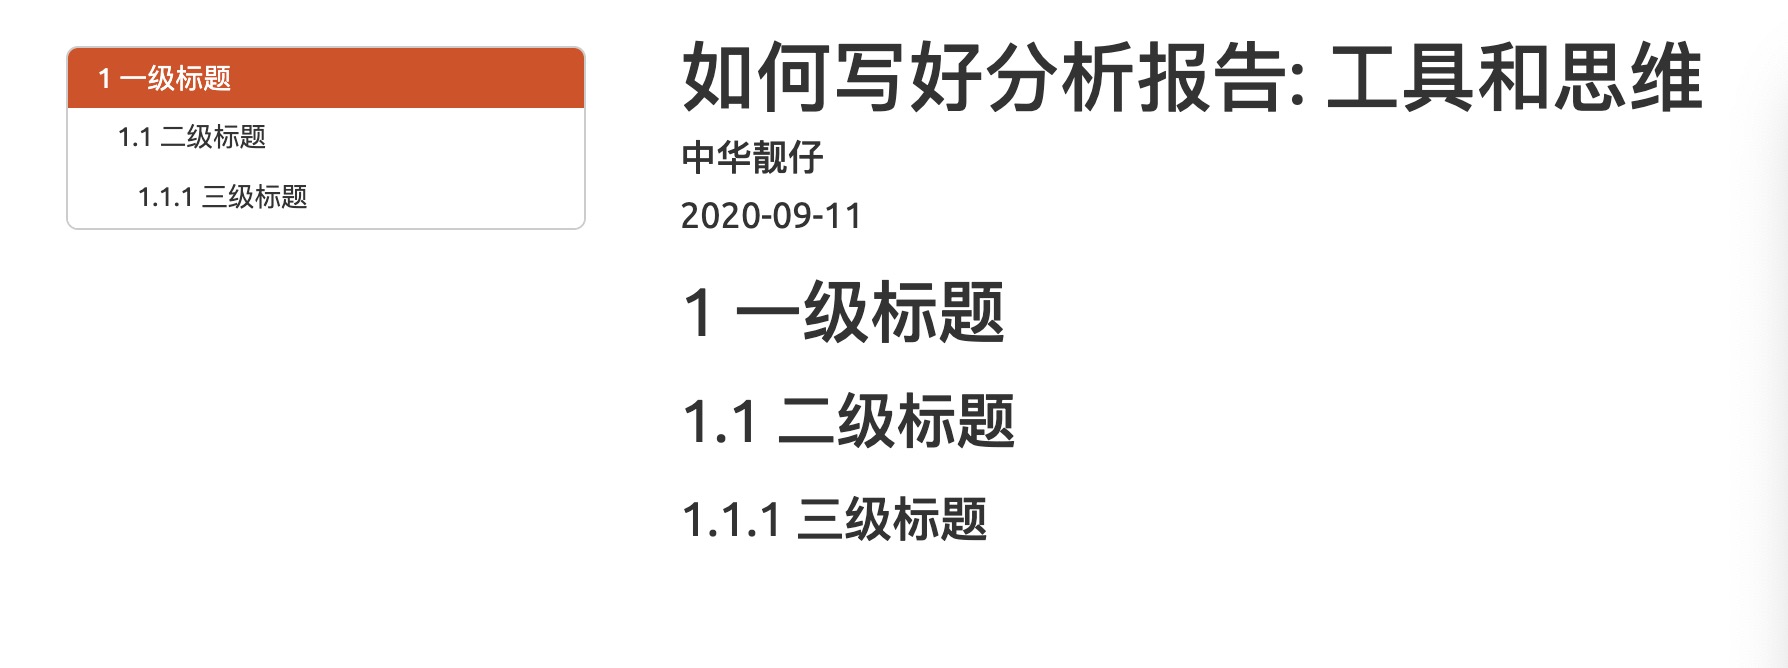 1 一级标题
1.1 二级标题
1.1.1 三级标题
如何写好分析报告: 工具和思维
中华靓仔
2020-09-11
1 一级标题
1.1 二级标题
1.1.1 三级标题